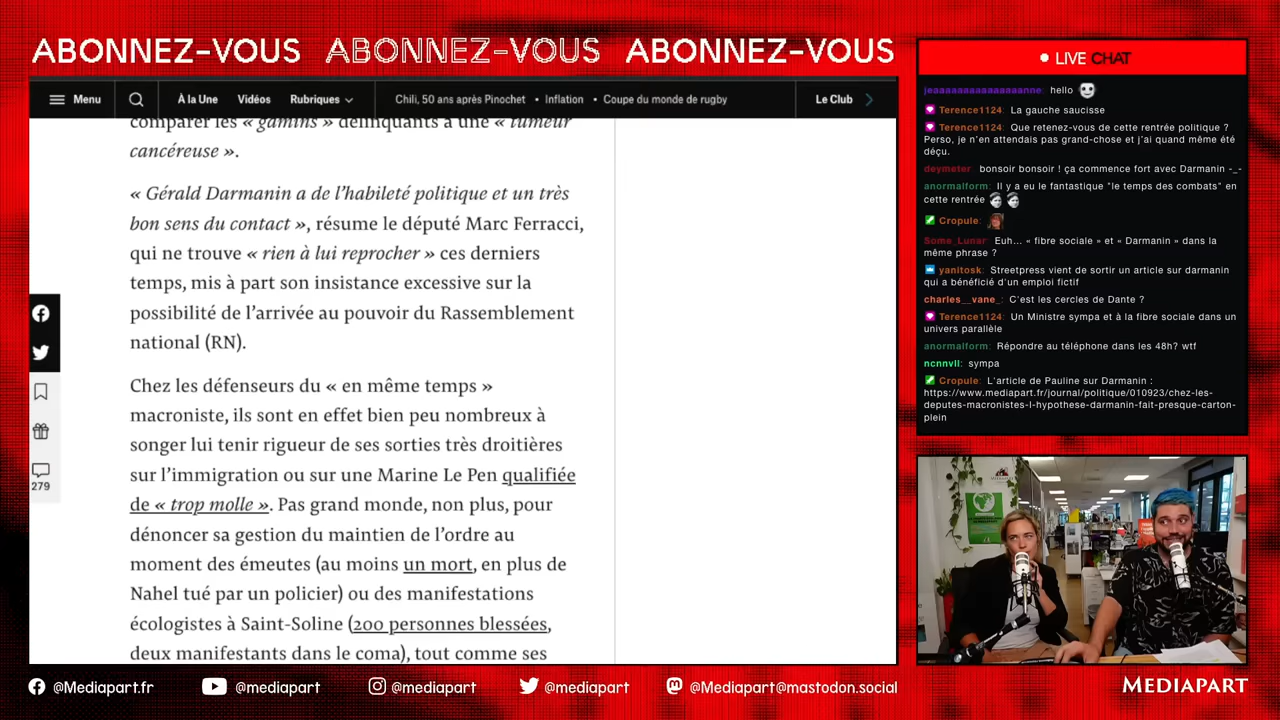 ABONNEZ-VOUS ABONNEZ-VOUS ABONNEZ-VOUS
Menu
À la Une Vidéos Rubriques
Chili, 50 ans après Pinochet • Inflation • Coupe du monde de rugby
Le Club
comparer les « gamins » délinquants à une « tumeur
cancéreuse ».
« Gérald Darmanin a de l’habileté politique et un très
bon sens du contact », résume le député Marc Ferracci,
qui ne trouve « rien à lui reprocher » ces derniers
temps, mis à part son insistance excessive sur la
possibilité de l’arrivée au pouvoir du Rassemblement
national (RN).
Chez les défenseurs du « en même temps »
macroniste, ils sont en effet bien peu nombreux à
songer lui tenir rigueur de ses sorties très droitières
sur l’immigration ou sur une Marine Le Pen qualifiée
de « trop molle ». Pas grand monde, non plus, pour
dénoncer sa gestion du maintien de l’ordre au
moment des émeutes (au moins un mort, en plus de
Nahel tué par un policier) ou des manifestations
écologistes à Saint-Soline (200 personnes blessées,
deux manifestants dans le coma), tout comme ses
279
LIVE CHAT
jeaaaaaaaaaaaaaaaanne: hello
Terence1124: La gauche saucisse
Terence1124: Que retenez-vous de cette rentrée politique ?
Perso, je n'en attendais pas grand-chose et j'ai quand même été
déçu.
deymeter bonsoir bonsoir ! ça commence fort avec Darmanin -_-
anormalform: Il y a eu le fantastique "le temps des combats" en
cette rentrée
Cropule:
Some_Lunar: Euh… « fibre sociale » et « Darmanin » dans la
même phrase ?
yanitosk: Streetpress vient de sortir un article sur darmanin
qui a bénéficié d’un emploi fictif
charles__vane_: C’est les cercles de Dante ?
Terence1124: Un Ministre sympa et à la fibre sociale dans un
univers parallèle
anormalform: Répondre au téléphone dans les 48h? wtf
ncnnvll: sympa
Cropule: L'article de Pauline sur Darmanin :
https://www.mediapart.fr/journal/politique/010923/chez-les-
deputes-macronistes-l-hypothese-darmanin-fait-presque-carton-
plein
@Mediapart.fr @mediapart @mediapart @mediapart @Mediapart@mastodon.social
MEDIAPART